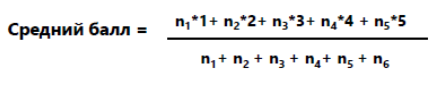 n₁*1+ n₂*2+ n₃*3+ n₄*4 + n₅*5
Средний балл =
n₁+ n₂ + n₃ + n₄+ n₅ + n₆